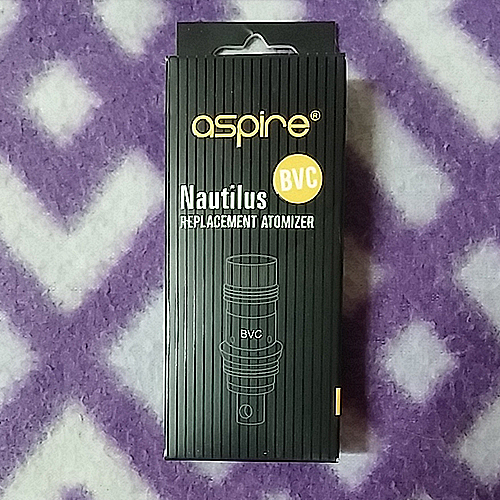 aspire®
BVC
Nautilus
REPLACEMENT ATOMIZER
BVC